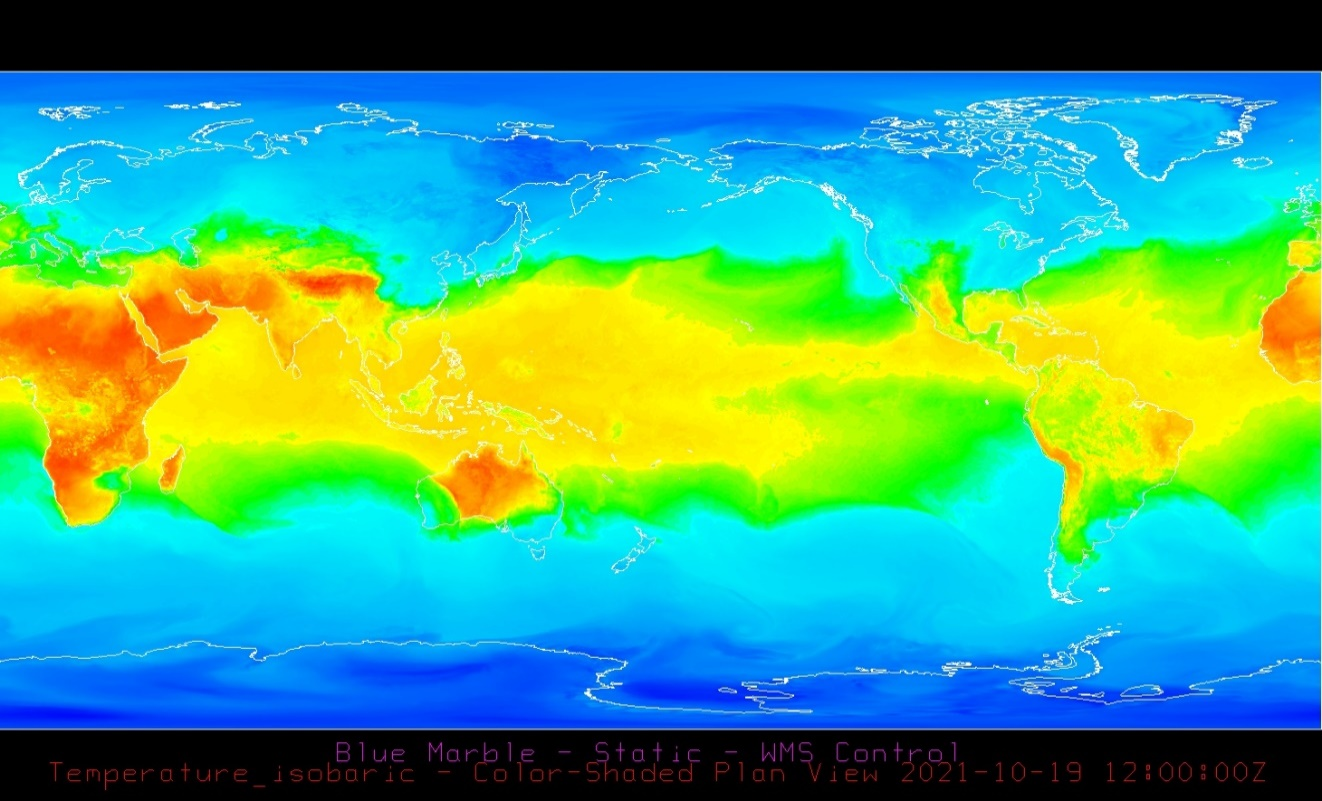 Blue Marble - Static - WMS Control
Temperature_isobaric - Color-Shaded Plan View 2021-10-19 12:00:00Z